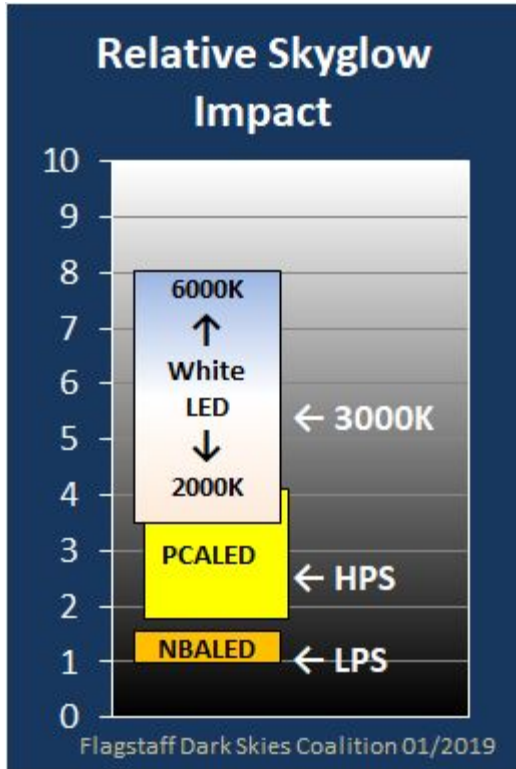 Relative Skyglow
Impact
10
9
8
7
6
5
4
3
2
1
0
6000K
↑
White
LED
↓
2000K
← 3000K
PCALED
← HPS
NBALED
← LPS
Flagstaff Dark Skies Coalition 01/2019